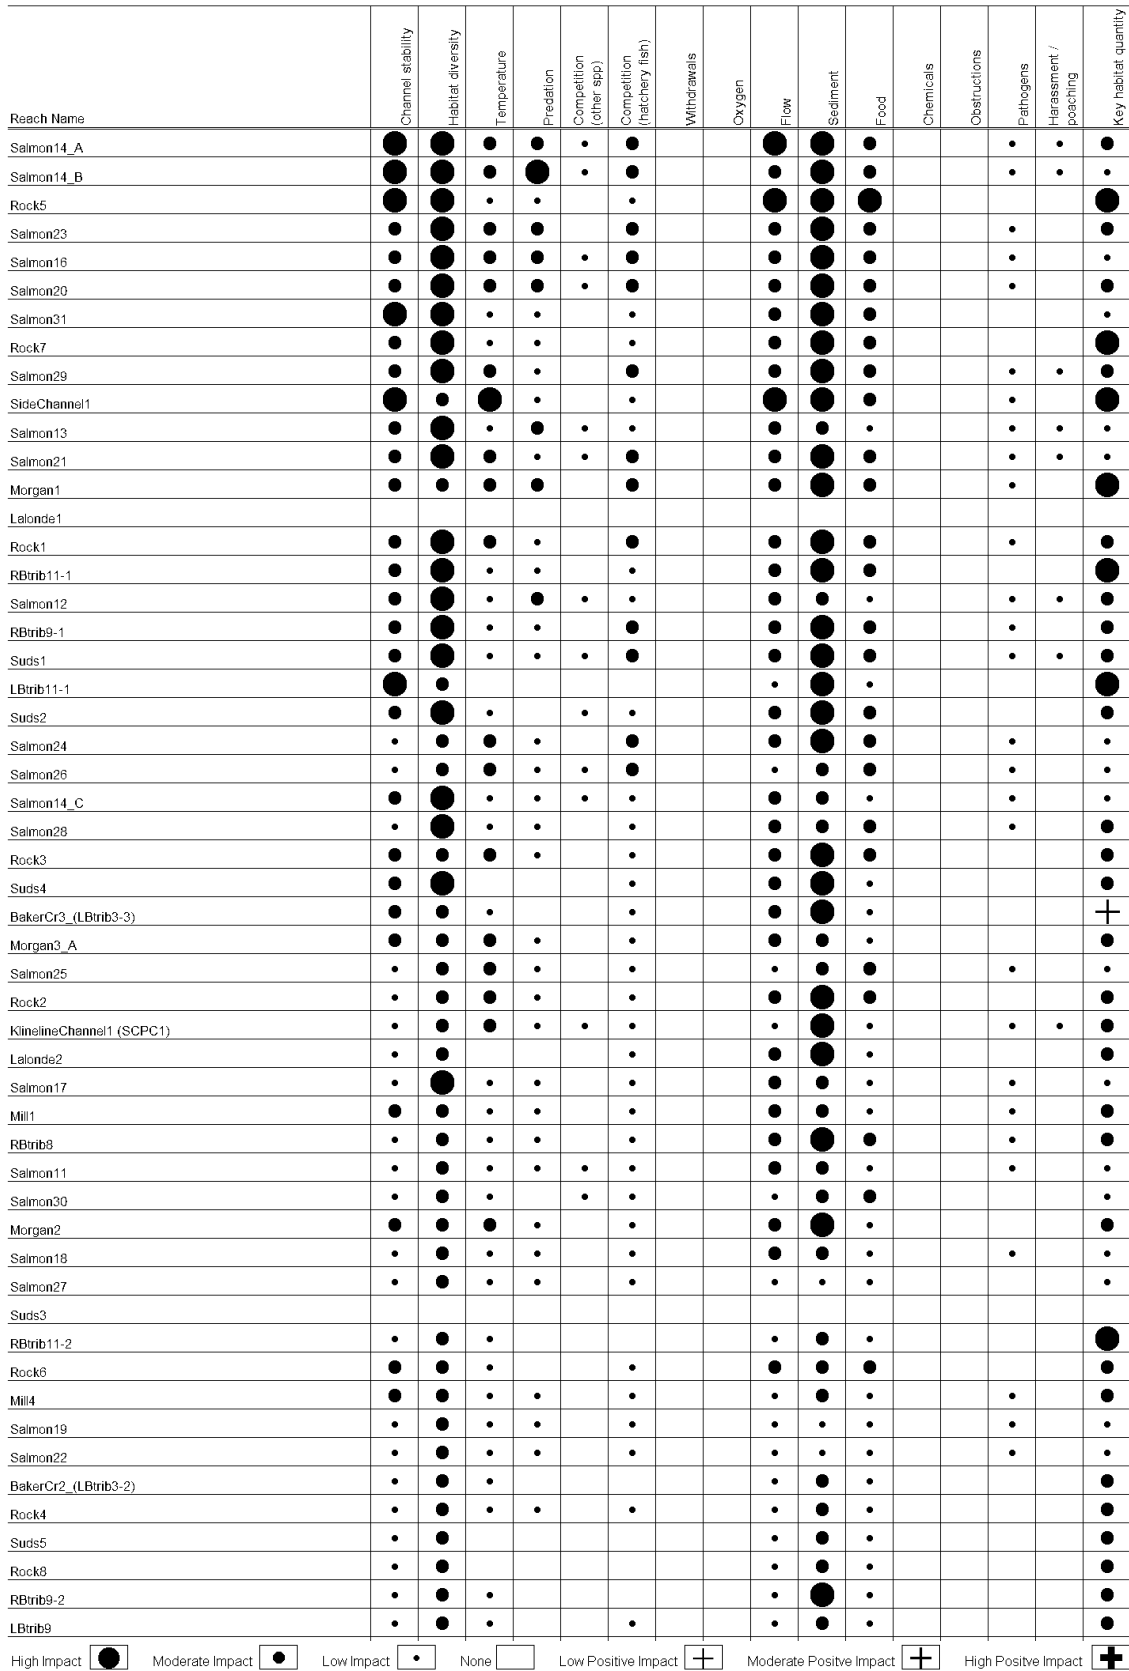 Reach Name
Channel stability
Habitat diversity
Temperature
Predation
Competition
(other spp)
Competition
(hatchery fish)
Withdrawals
Oxygen
Flow
Sediment
Food
Chemicals
Obstructions
Pathogens
Harassment /
poaching
Key habitat quantity
Salmon14_A
Salmon14_B
Rock5
Salmon23
Salmon16
Salmon20
Salmon31
Rock7
Salmon29
SideChannel1
Salmon13
Salmon21
Morgan1
Lalonde1
Rock1
RBtrib11-1
Salmon12
RBtrib9-1
Suds1
LBtrib11-1
Suds2
Salmon24
Salmon26
Salmon14_C
Salmon28
Rock3
Suds4
BakerCr3_(LBtrib3-3)
Morgan3_A
Salmon25
Rock2
KlinelineChannel1 (SCPC1)
Lalonde2
Salmon17
Mill1
RBtrib8
Salmon11
Salmon30
Morgan2
Salmon18
Salmon27
Suds3
RBtrib11-2
Rock6
Mill4
Salmon19
Salmon22
BakerCr2_(LBtrib3-2)
Rock4
Suds5
Rock8
RBtrib9-2
LBtrib9
High Impact Moderate Impact Low Impact None Low Positive Impact Moderate Positve Impact High Positve Impact